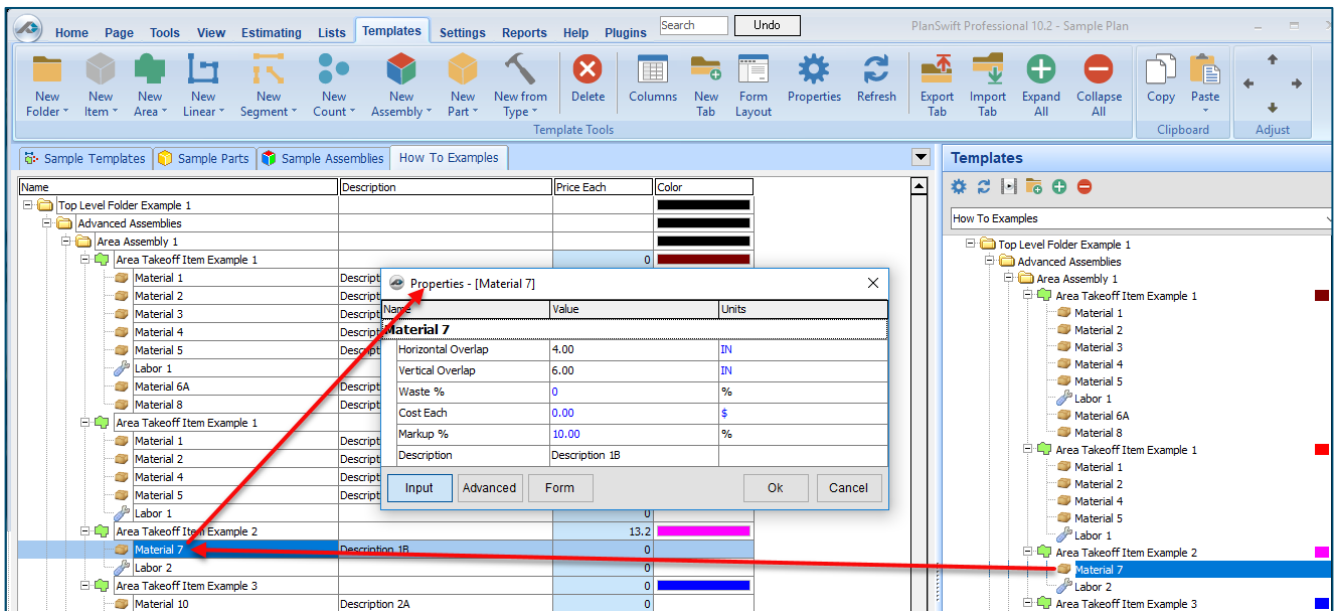 Home Page Tools View Estimating Lists Templates Settings Reports Help Plugins Search Undo PlanSwift Professional 10.2 - Sample Plan
New Folder
New Item
New Area
New Linear
New Segment
New Count
New Assembly
New Part
New from Type
Delete
Columns
New Tab
Form Layout
Properties
Refresh
Export Tab
Import Tab
Expand All
Collapse All
Copy
Paste
Template Tools
Clipboard
Adjust
Sample Templates Sample Parts Sample Assemblies How To Examples
Name Description Price Each Color
Top Level Folder Example 1
Advanced Assemblies
Area Assembly 1
Area Takeoff Item Example 1 0
Material 1 Descript
Material 2 Descript
Material 3 Descript
Material 4 Descript
Material 5 Descript
Labor 1
Material 6A Descript
Material 8 Descript
Area Takeoff Item Example 1
Material 1 Descript
Material 2 Descript
Material 4 Descript
Material 5 Descript
Labor 1 0
Area Takeoff Item Example 2 13.2
Material 7 Description 1B 0
Labor 2 0
Area Takeoff Item Example 3 0
Material 10 Description 2A 0
Properties - [Material 7]
Name Value Units
Material 7
Horizontal Overlap 4.00 IN
Vertical Overlap 6.00 IN
Waste % 0 %
Cost Each 0.00 $
Markup % 10.00 %
Description Description 1B
Input Advanced Form Ok Cancel
Templates
How To Examples
Top Level Folder Example 1
Advanced Assemblies
Area Assembly 1
Area Takeoff Item Example 1
Material 1
Material 2
Material 3
Material 4
Material 5
Labor 1
Material 6A
Material 8
Area Takeoff Item Example 1
Material 1
Material 2
Material 4
Material 5
Labor 1
Area Takeoff Item Example 2
Material 7
Labor 2
Area Takeoff Item Example 3